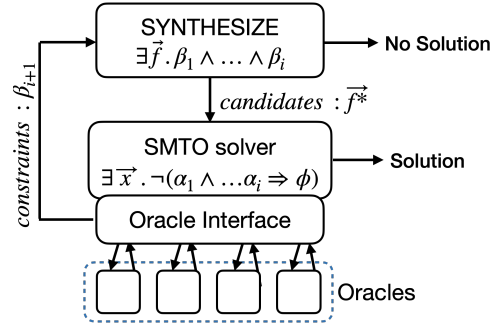 SYNTHESIZE
∃f⃗ . β₁ ∧ … ∧ βᵢ
No Solution
constraints : βᵢ₊₁
candidates : f*⃗
SMTO solver
∃ x⃗ . ¬(α₁ ∧ …αᵢ ⇒ ϕ)
Solution
Oracle Interface
Oracles